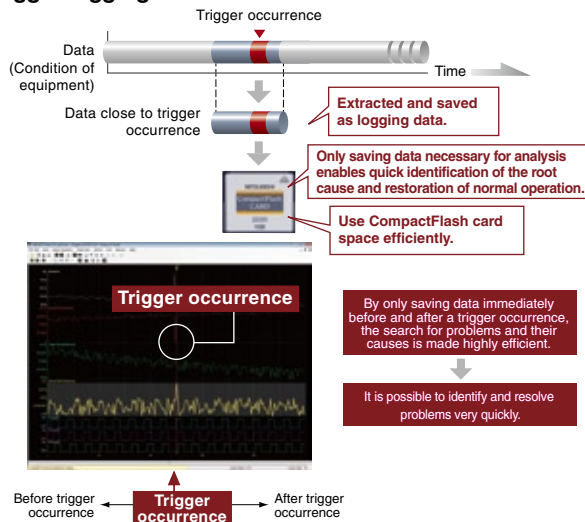 Trigger occurrence
Data
(Condition of
equipment)
Time
Data close to trigger
occurrence
Extracted and saved
as logging data.
Only saving data necessary for analysis
enables quick identification of the root
cause and restoration of normal operation.
MITSUBISHI
CompactFlash
CARD
Use CompactFlash card
space efficiently.
Trigger occurrence
By only saving data immediately
before and after a trigger occurrence,
the search for problems and their
causes is made highly efficient.
It is possible to identify and resolve
problems very quickly.
Before trigger
occurrence
Trigger
occurrence
After trigger
occurrence